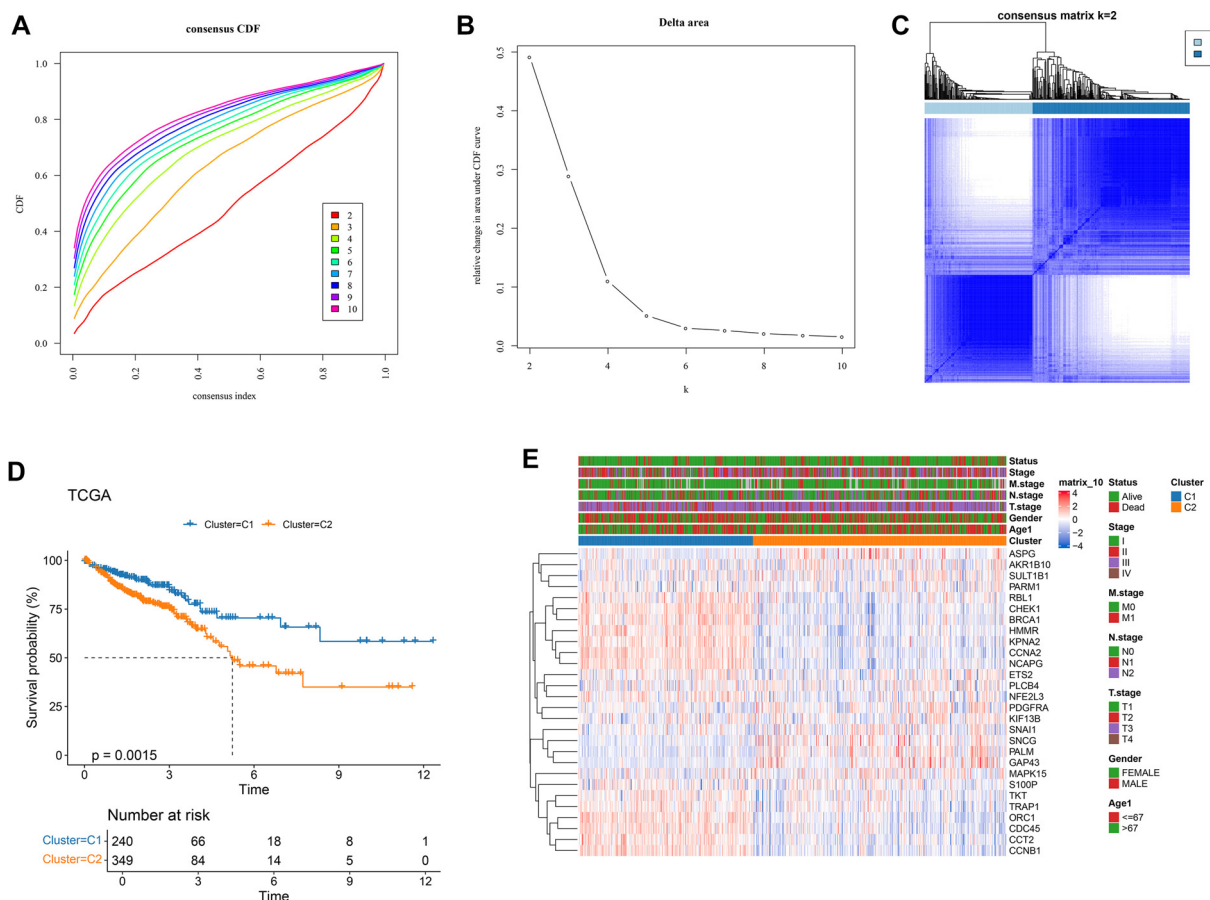 A
consensus CDF
CDF
1.0
0.8
0.6
0.4
0.2
0.0
2
3
4
5
6
7
8
9
10
0.0 0.2 0.4 0.6 0.8 1.0
consensus index
B
Delta area
relative change in area under CDF curve
0.5
0.4
0.3
0.2
0.1
0.0
2 4 6 8 10
k
C
consensus matrix k=2
D
TCGA
Cluster=C1 Cluster=C2
Survival probability (%)
100
75
50
25
0
p = 0.0015
0 3 6 9 12
Time
Number at risk
Cluster=C1 240 66 18 8 1
Cluster=C2 349 84 14 5 0
0 3 6 9 12
Time
E
Status
Stage
M.stage
N.stage
T.stage
Gender
Age1
Cluster
ASPG
AKR1B10
SULT1B1
PARM1
RBL1
CHEK1
BRCA1
HMMR
KPNA2
CCNA2
NCAPG
ETS2
PLCB4
NFE2L3
PDGFRA
KIF13B
SNAI1
SNCG
PALM
GAP43
MAPK15
S100P
TKT
TRAP1
ORC1
CDC45
CCT2
CCNB1
matrix_10
4
2
0
−2
−4
Status
Alive
Dead
Stage
I
II
III
IV
M.stage
M0
M1
N.stage
N0
N1
N2
T.stage
T1
T2
T3
T4
Gender
FEMALE
MALE
Age1
<=67
>67
Cluster
C1
C2